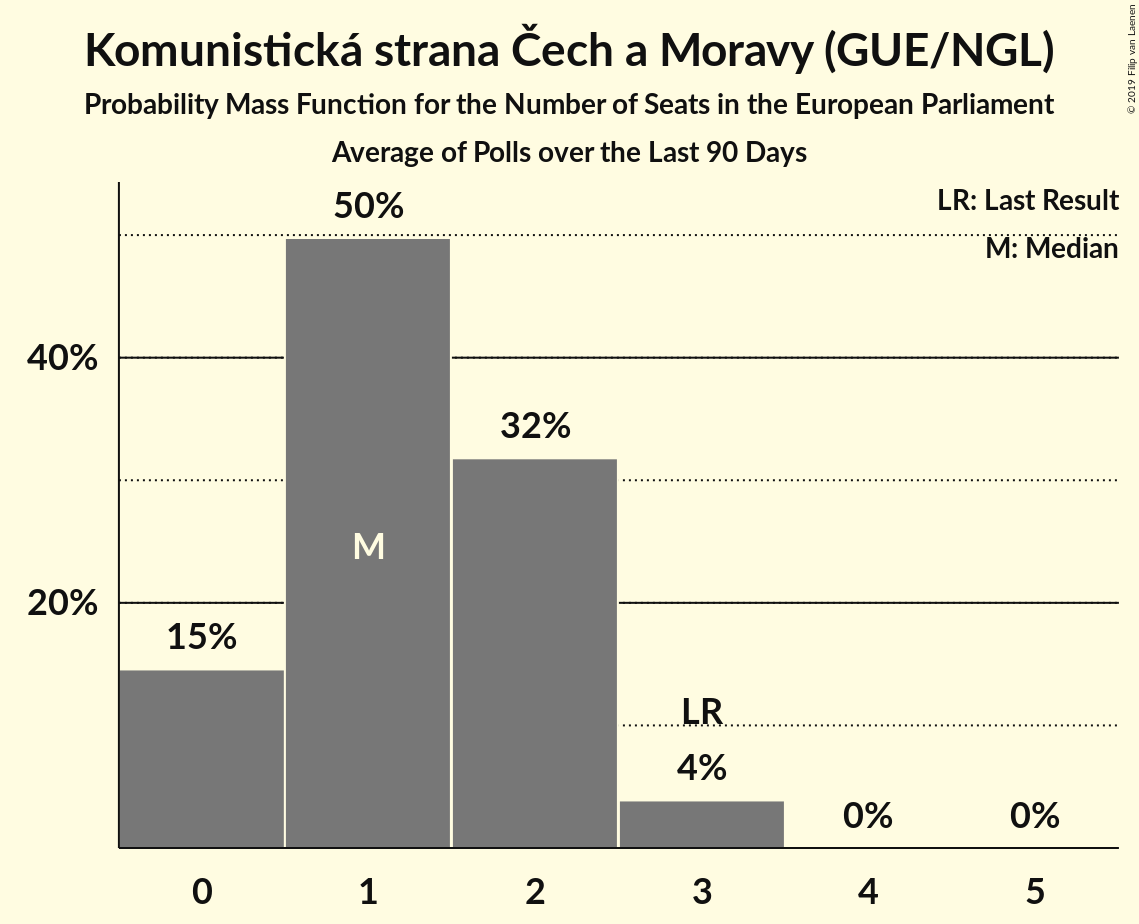 Komunistická strana Čech a Moravy (GUE/NGL)
Probability Mass Function for the Number of Seats in the European Parliament
Average of Polls over the Last 90 Days
© 2019 Filip van Laenen
LR: Last Result
M: Median
50%
40%
32%
M
20%
15%
LR
4%
0%
0%
0
1
2
3
4
5